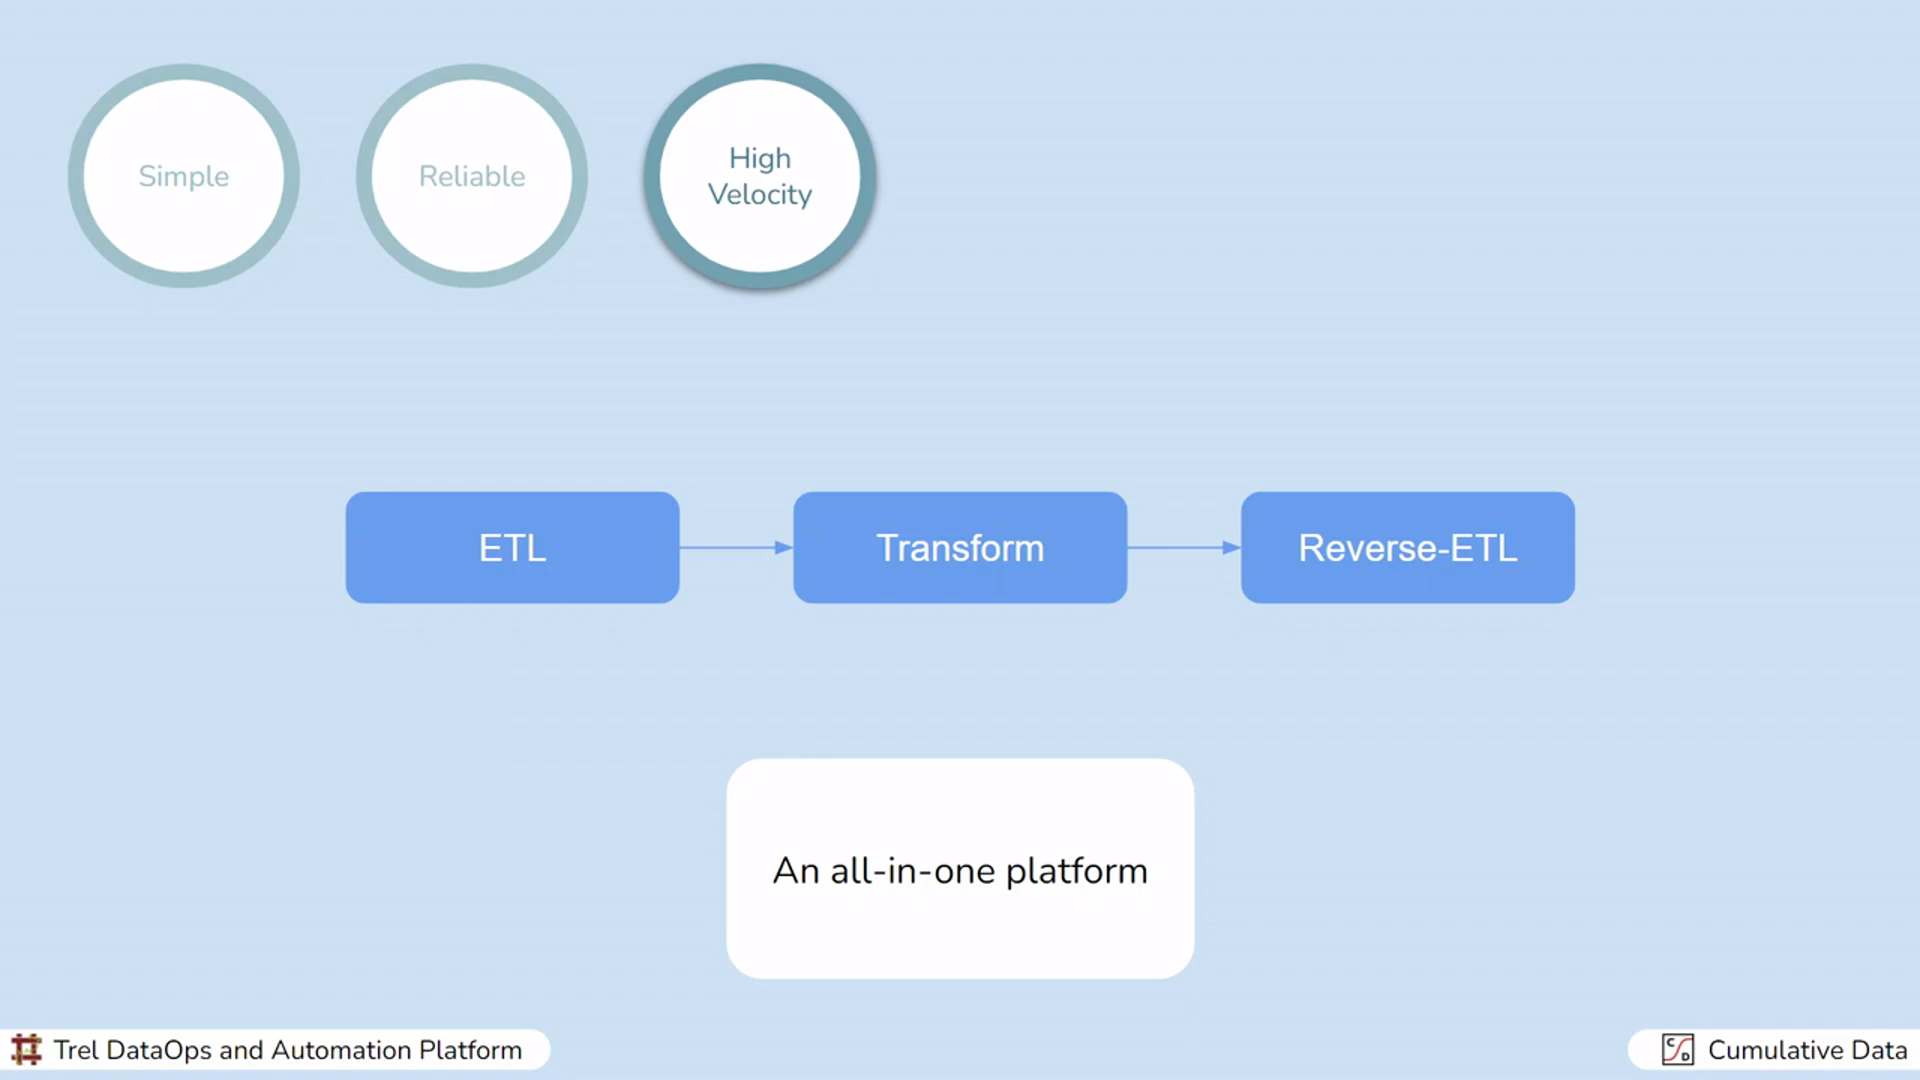 Simple
Reliable
High
Velocity
ETL
Transform
Reverse-ETL
An all-in-one platform
Trel DataOps and Automation Platform
C D
Cumulative Data